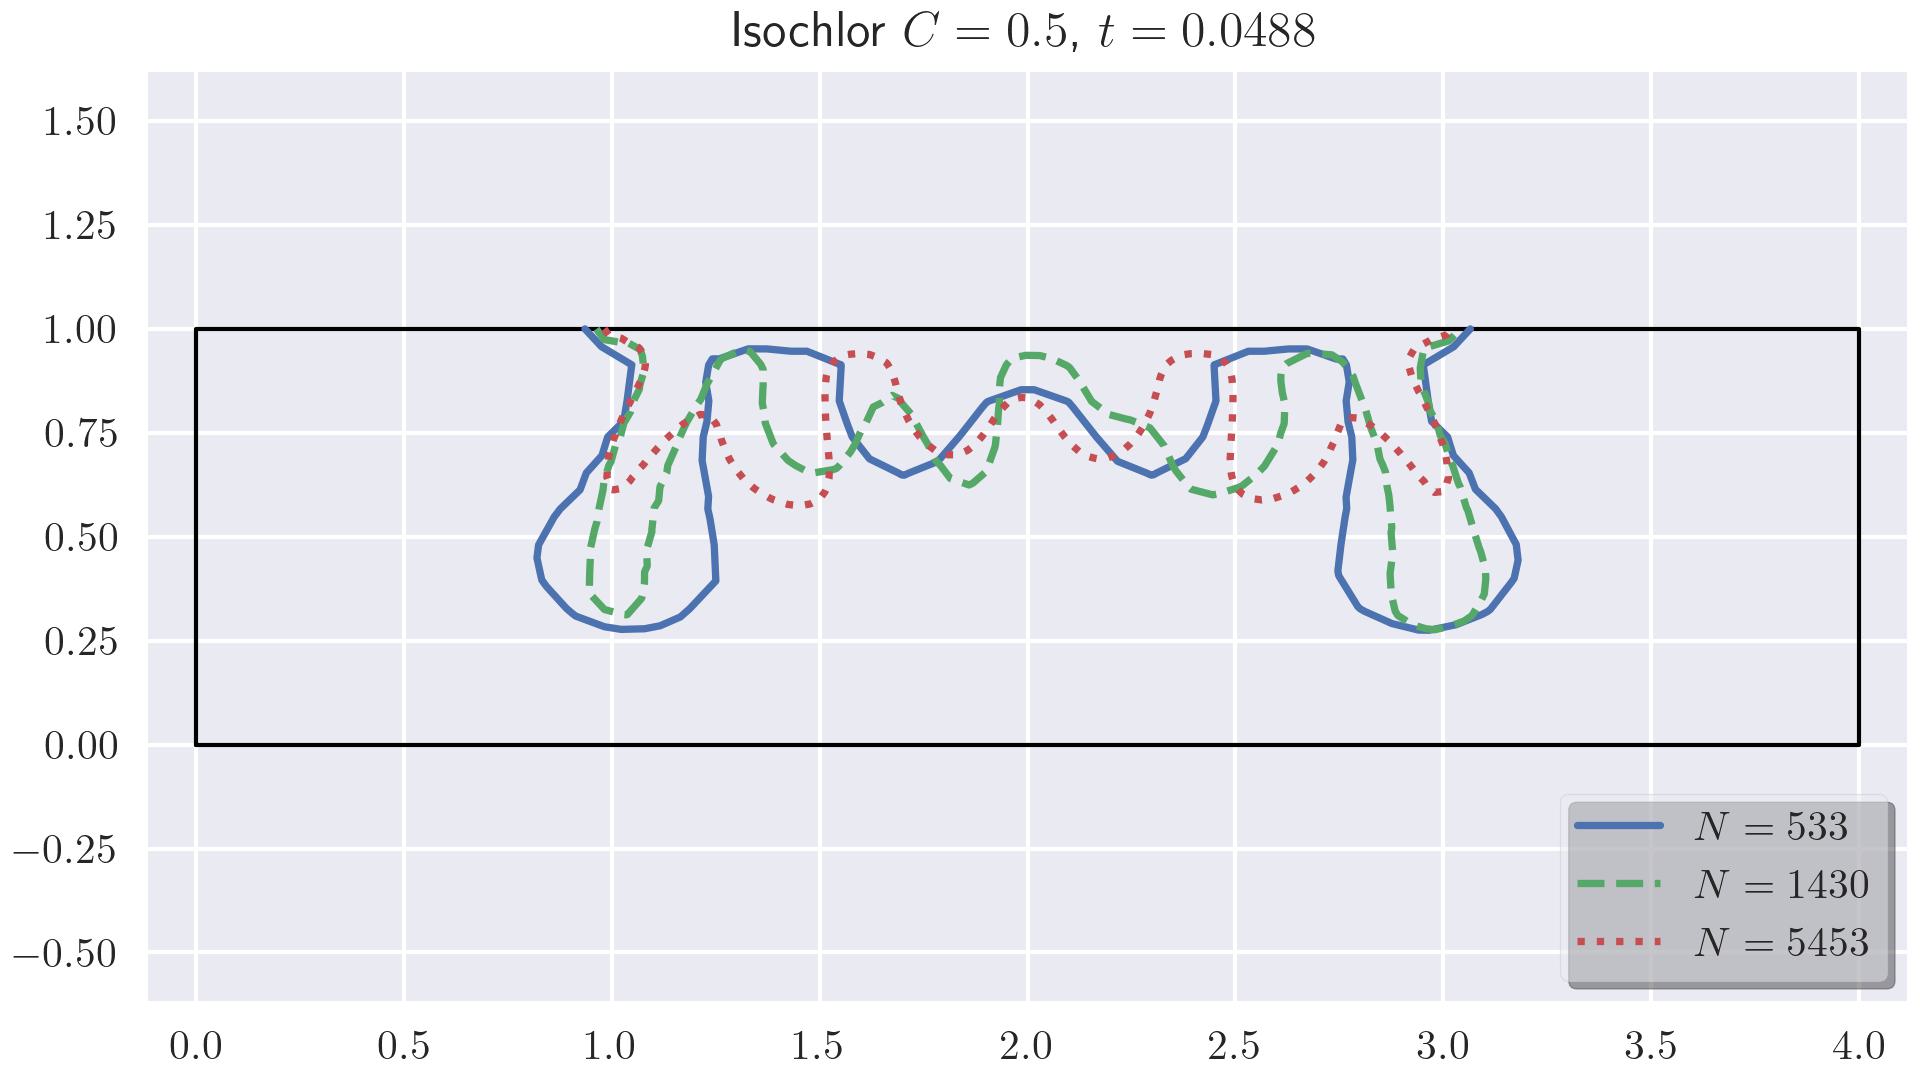 Isochlor C = 0.5, t = 0.0488
1.50
1.25
1.00
0.75
0.50
0.25
0.00
−0.25
−0.50
N = 533
N = 1430
N = 5453
0.0 0.5 1.0 1.5 2.0 2.5 3.0 3.5 4.0